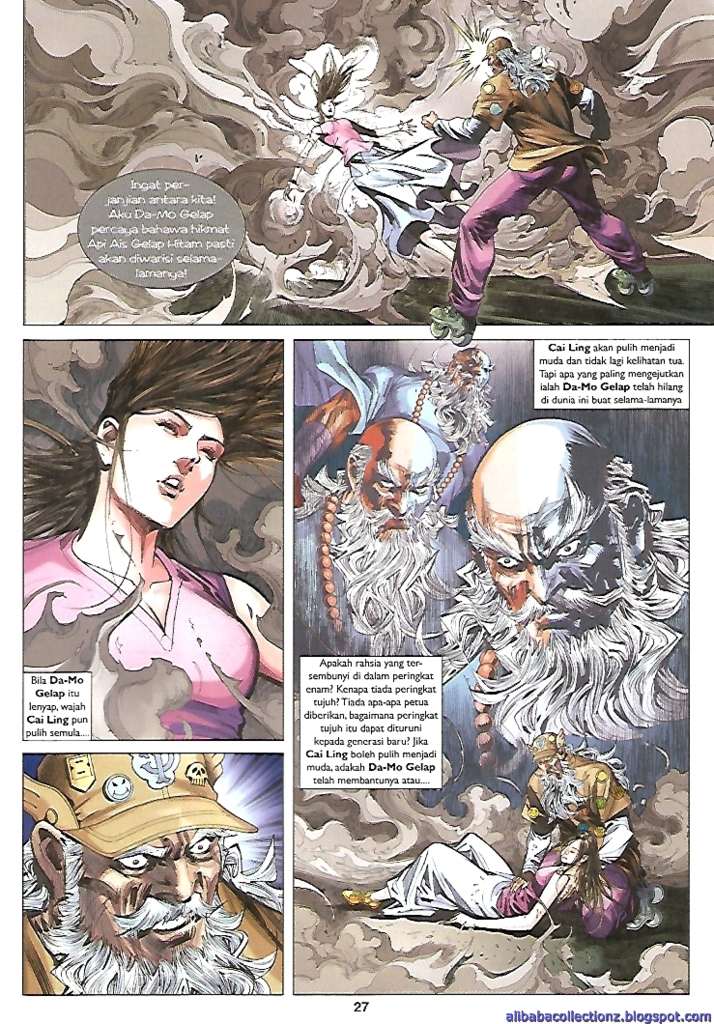 Ingat per-
janjian antara kita!
Aku Da-Mo Gelap
percaya bahawa hikmat
Api Ais Gelap Hitam pasti
akan diwarisi selama-
lamanya!
Cai Ling akan pulih menjadi
muda dan tidak lagi kelihatan tua.
Tapi apa yang paling mengejutkan
ialah Da-Mo Gelap telah hilang
di dunia ini buat selama-lamanya
Bila Da-Mo
Gelap itu
lenyap, wajah
Cai Ling pun
pulih semula....
Apakah rahsia yang ter-
sembunyi di dalam peringkat
enam? Kenapa tiada peringkat
tujuh? Tiada apa-apa petua
diberikan, bagaimana peringkat
tujuh itu dapat dituruni
kepada generasi baru? Jika
Cai Ling boleh pulih menjadi
muda, adakah Da-Mo Gelap
telah membantunya atau....
27
alibabacollectionz.blogspot.com